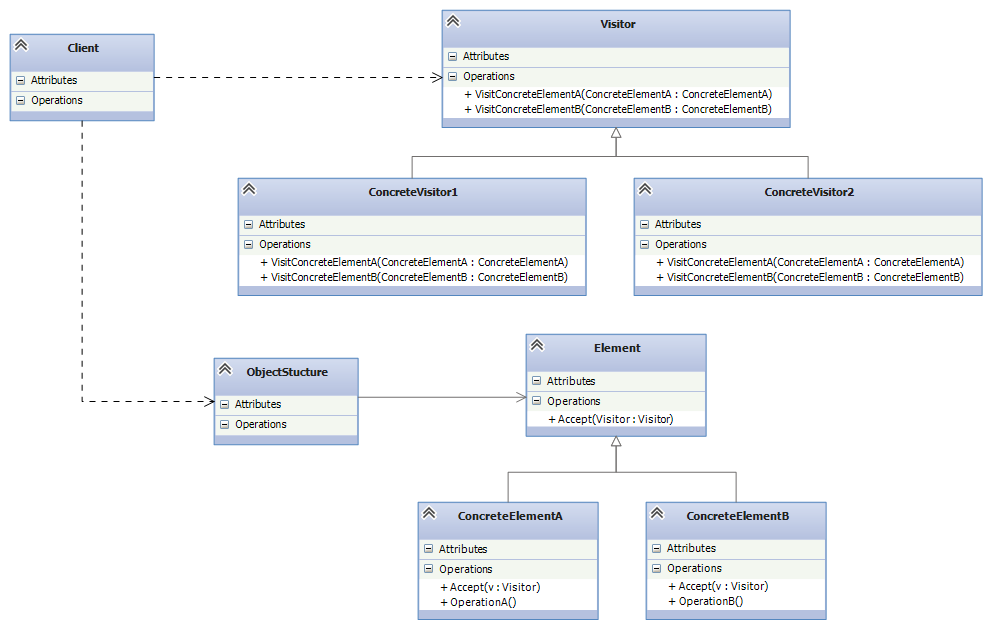 Visitor
Attributes
Operations
+ VisitConcreteElementA(ConcreteElementA : ConcreteElementA)
+ VisitConcreteElementB(ConcreteElementB : ConcreteElementB)
Client
Attributes
Operations
ConcreteVisitor1
Attributes
Operations
+ VisitConcreteElementA(ConcreteElementA : ConcreteElementA)
+ VisitConcreteElementB(ConcreteElementB : ConcreteElementB)
ConcreteVisitor2
Attributes
Operations
+ VisitConcreteElementA(ConcreteElementA : ConcreteElementA)
+ VisitConcreteElementB(ConcreteElementB : ConcreteElementB)
ObjectStucture
Attributes
Operations
Element
Attributes
Operations
+ Accept(Visitor : Visitor)
ConcreteElementA
Attributes
Operations
+ Accept(v : Visitor)
+ OperationA()
ConcreteElementB
Attributes
Operations
+ Accept(v : Visitor)
+ OperationB()